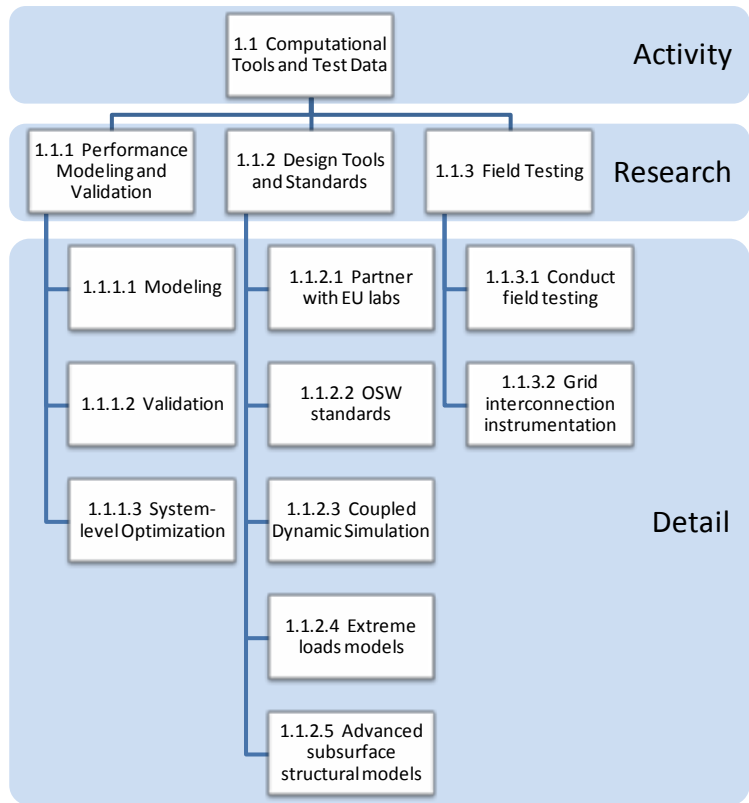 1.1 Computational
Tools and Test Data
Activity
1.1.1 Performance
Modeling and
Validation
1.1.2 Design Tools
and Standards
1.1.3 Field Testing
Research
1.1.1.1 Modeling
1.1.2.1 Partner
with EU labs
1.1.3.1 Conduct
field testing
1.1.1.2 Validation
1.1.2.2 OSW
standards
1.1.3.2 Grid
interconnection
instrumentation
1.1.1.3 System-
level Optimization
1.1.2.3 Coupled
Dynamic Simulation
Detail
1.1.2.4 Extreme
loads models
1.1.2.5 Advanced
subsurface
structural models